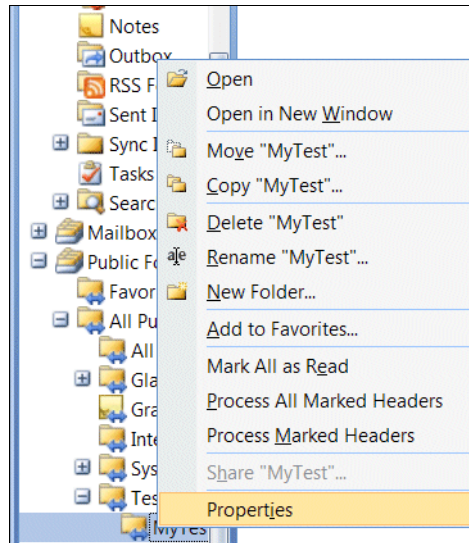 Notes
Outbox
RSS F
Sent I
Sync I
Tasks
Searc
Mailbox
Public Fo
Favor
All Pu
All
Gla
Gra
Inte
Sys
Tes
MyTes
Open
Open in New Window
Move "MyTest"...
Copy "MyTest"...
Delete "MyTest"
Rename "MyTest"...
New Folder...
Add to Favorites...
Mark All as Read
Process All Marked Headers
Process Marked Headers
Share "MyTest"...
Properties